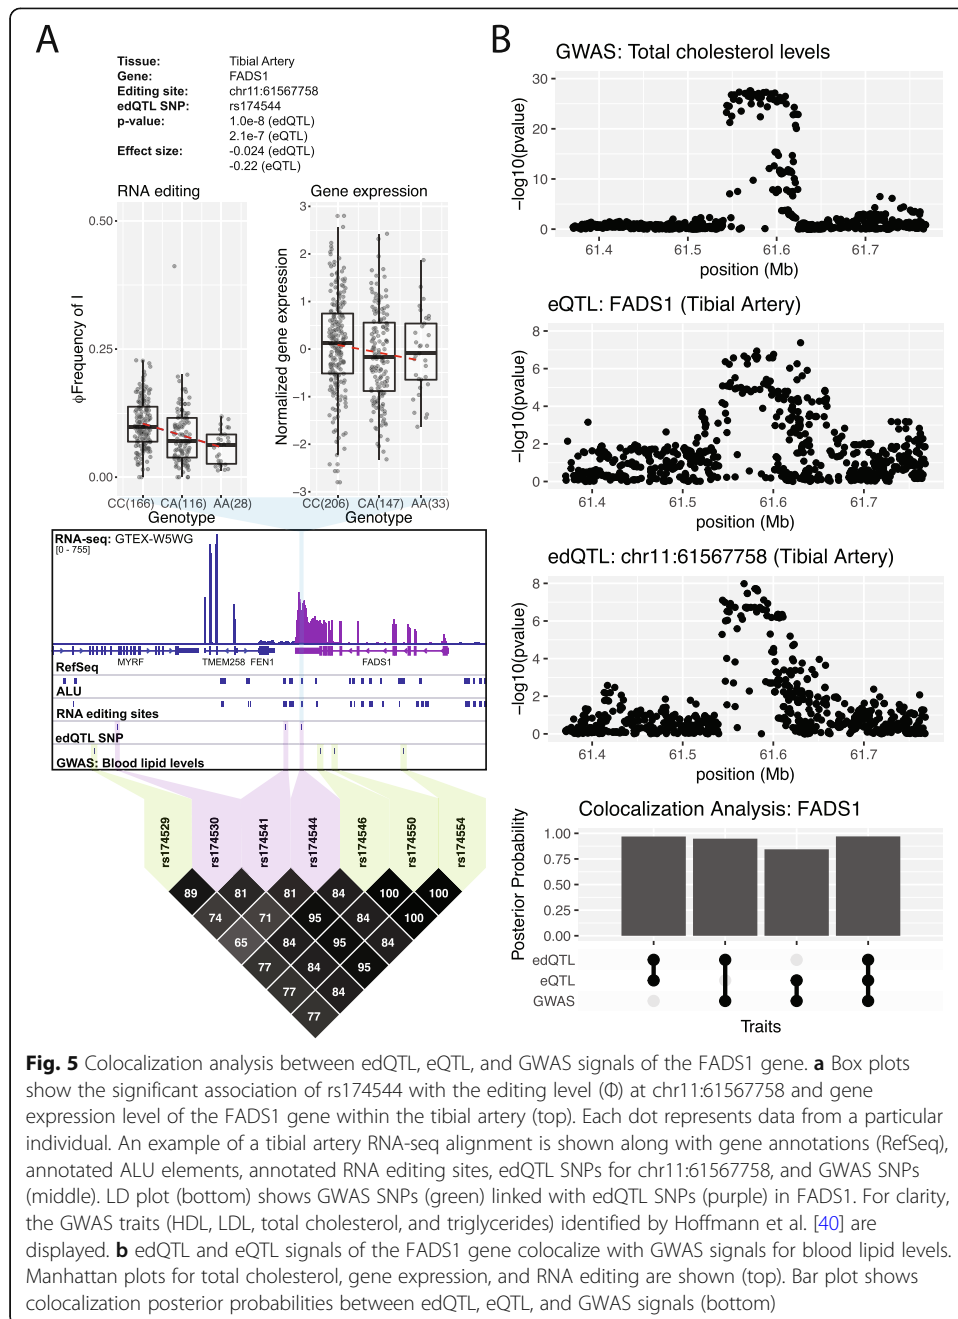 A
Tissue: Tibial Artery
Gene: FADS1
Editing site: chr11:61567758
edQTL SNP: rs174544
p-value: 1.0e-8 (edQTL)
2.1e-7 (eQTL)
Effect size: -0.024 (edQTL)
-0.22 (eQTL)
RNA editing
ϕFrequency of I
0.50
0.25
0.00
CC(166) CA(116) AA(28)
Genotype
Gene expression
Normalized gene expression
3
2
1
0
−1
−2
−3
CC(206) CA(147) AA(33)
Genotype
RNA-seq: GTEX-W5WG
[0 - 755]
MYRF TMEM258 FEN1 FADS1
RefSeq
ALU
RNA editing sites
edQTL SNP
GWAS: Blood lipid levels
rs174529 rs174530 rs174541 rs174544 rs174546 rs174550 rs174554
89 81 81 84 100 100
74 71 95 84 100
65 84 95 84
77 84 95
77 84
77
B
GWAS: Total cholesterol levels
−log10(pvalue)
30
20
10
0
61.4 61.5 61.6 61.7
position (Mb)
eQTL: FADS1 (Tibial Artery)
−log10(pvalue)
8
6
4
2
0
61.4 61.5 61.6 61.7
position (Mb)
edQTL: chr11:61567758 (Tibial Artery)
−log10(pvalue)
8
6
4
2
0
61.4 61.5 61.6 61.7
position (Mb)
Colocalization Analysis: FADS1
Posterior Probability
1.00
0.75
0.50
0.25
0.00
edQTL
eQTL
GWAS
Traits
Fig. 5 Colocalization analysis between edQTL, eQTL, and GWAS signals of the FADS1 gene. a Box plots
show the significant association of rs174544 with the editing level (Φ) at chr11:61567758 and gene
expression level of the FADS1 gene within the tibial artery (top). Each dot represents data from a particular
individual. An example of a tibial artery RNA-seq alignment is shown along with gene annotations (RefSeq),
annotated ALU elements, annotated RNA editing sites, edQTL SNPs for chr11:61567758, and GWAS SNPs
(middle). LD plot (bottom) shows GWAS SNPs (green) linked with edQTL SNPs (purple) in FADS1. For clarity,
the GWAS traits (HDL, LDL, total cholesterol, and triglycerides) identified by Hoffmann et al. [40] are
displayed. b edQTL and eQTL signals of the FADS1 gene colocalize with GWAS signals for blood lipid levels.
Manhattan plots for total cholesterol, gene expression, and RNA editing are shown (top). Bar plot shows
colocalization posterior probabilities between edQTL, eQTL, and GWAS signals (bottom)